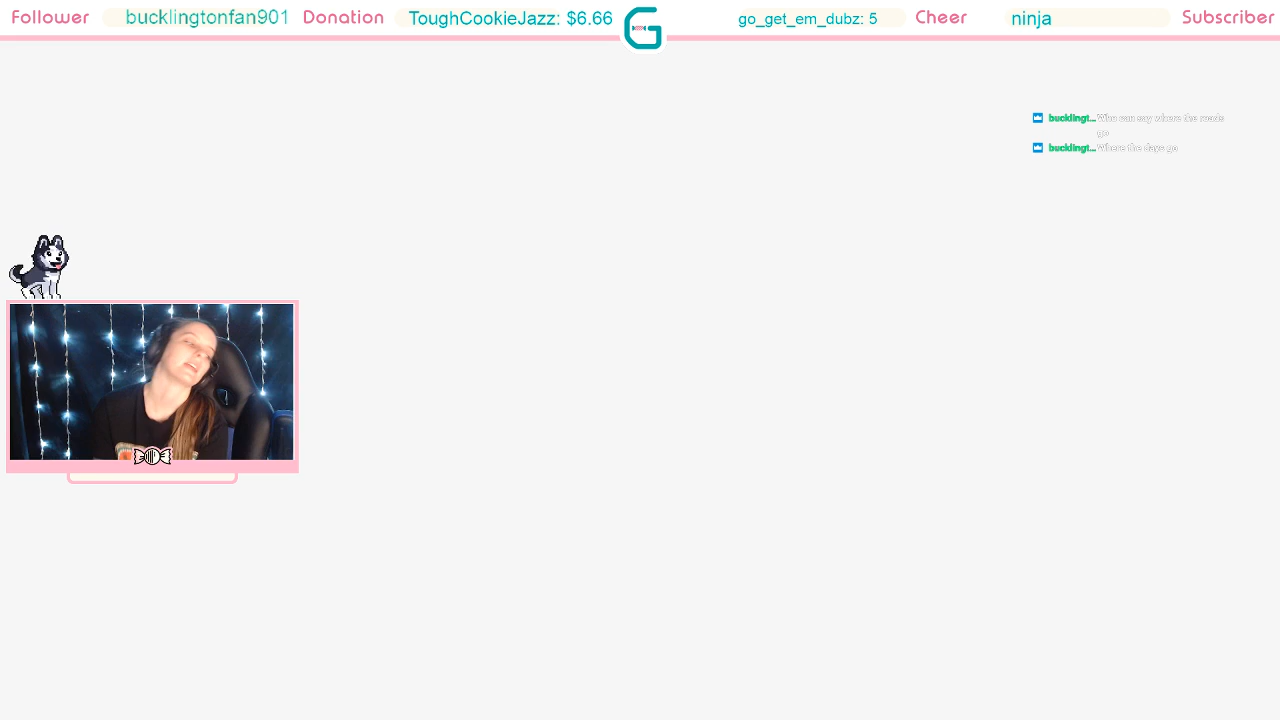 Follower bucklingtonfan901 Donation ToughCookieJazz: $6.66 G go_get_em_dubz: 5 Cheer ninja Subscriber
bucklingt... Who can say where the roads
go
bucklingt... Where the days go